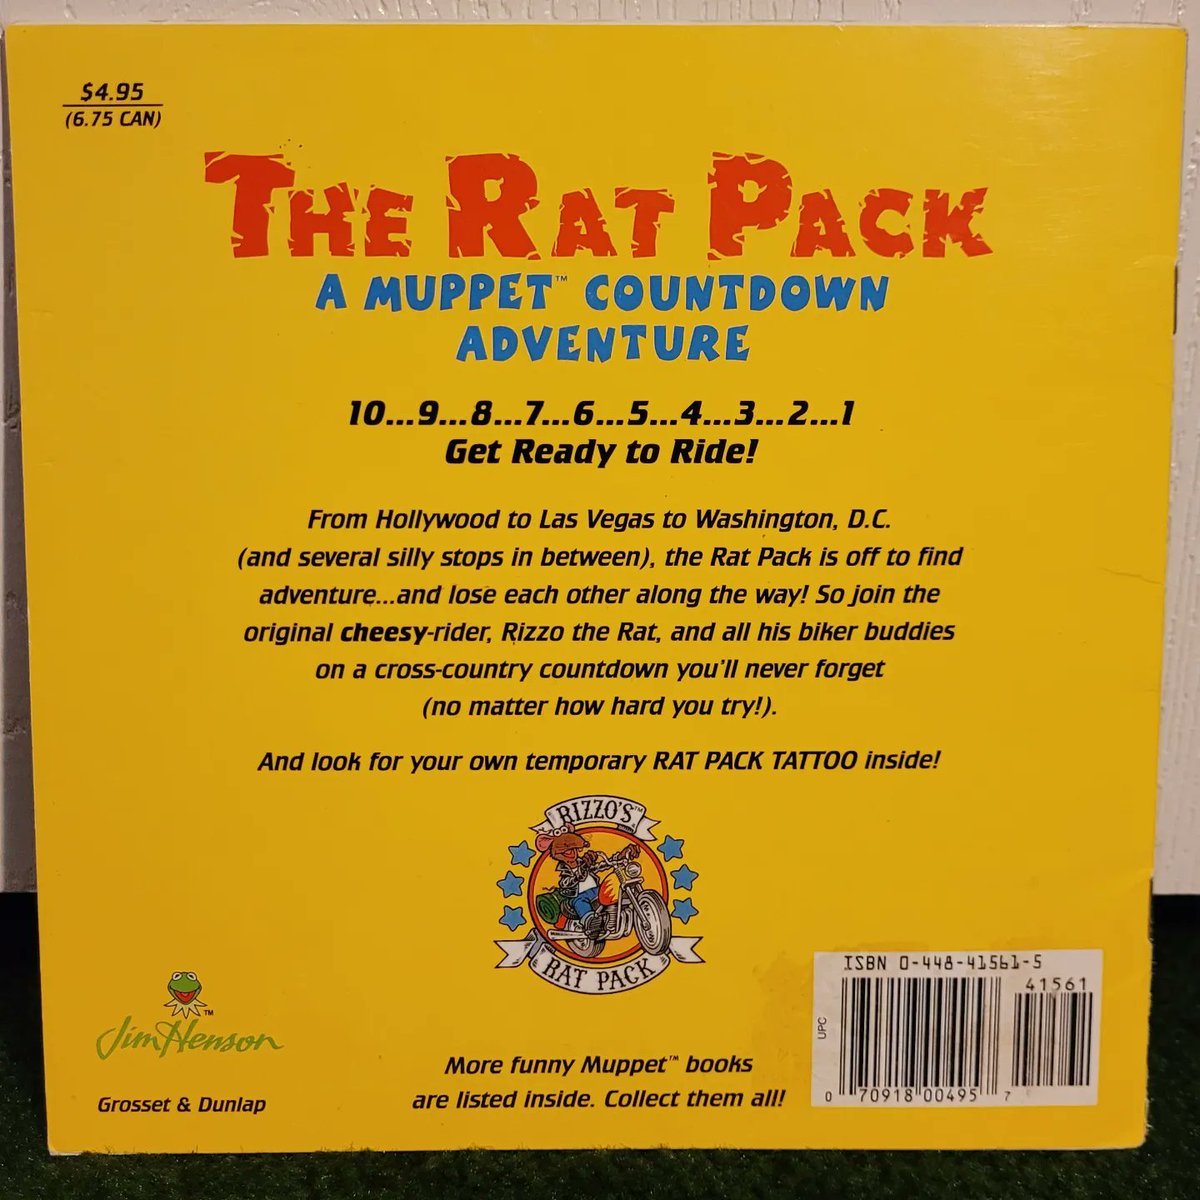 $4.95
(6.75 CAN)
THE RAT PACK
A MUPPET™ COUNTDOWN
ADVENTURE
10...9...8...7...6...5...4...3...2...1
Get Ready to Ride!
From Hollywood to Las Vegas to Washington, D.C.
(and several silly stops in between), the Rat Pack is off to find
adventure...and lose each other along the way! So join the
original cheesy-rider, Rizzo the Rat, and all his biker buddies
on a cross-country countdown you'll never forget
(no matter how hard you try!).
And look for your own temporary RAT PACK TATTOO inside!
RIZZO'S™
RAT PACK
ISBN 0-448-41561-5
41561
UPC
0 70918 00495 7
™
Jim Henson
Grosset & Dunlap
More funny Muppet™ books
are listed inside. Collect them all!